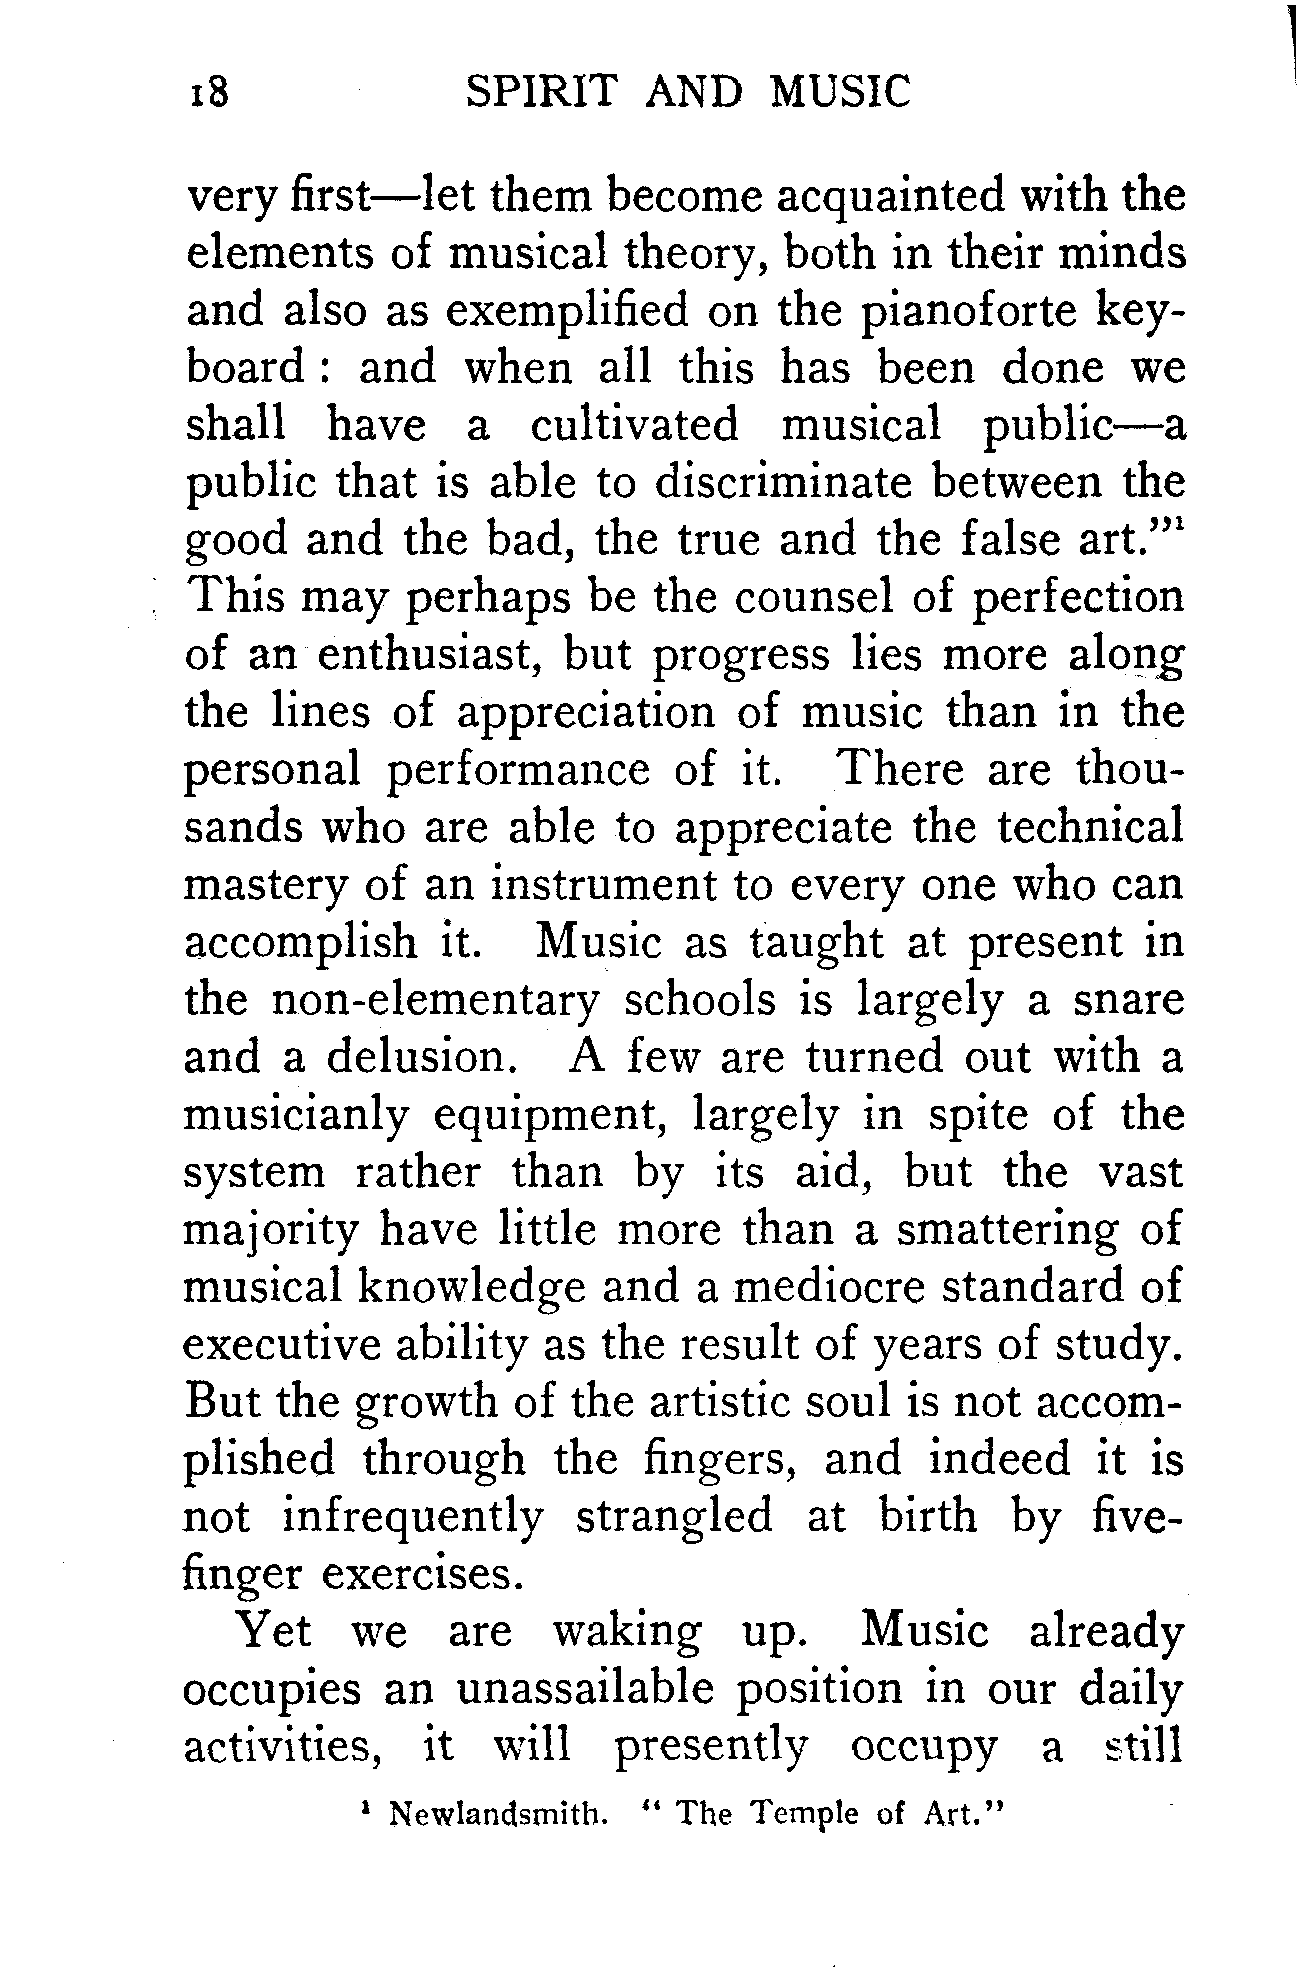 18 SPIRIT AND MUSIC
very first—let them become acquainted with the
elements of musical theory, both in their minds
and also as exemplified on the pianoforte key-
board : and when all this has been done we
shall have a cultivated musical public—a
public that is able to discriminate between the
good and the bad, the true and the false art."¹
This may perhaps be the counsel of perfection
of an enthusiast, but progress lies more along
the lines of appreciation of music than in the
personal performance of it. There are thou-
sands who are able to appreciate the technical
mastery of an instrument to every one who can
accomplish it. Music as taught at present in
the non-elementary schools is largely a snare
and a delusion. A few are turned out with a
musicianly equipment, largely in spite of the
system rather than by its aid, but the vast
majority have little more than a smattering of
musical knowledge and a mediocre standard of
executive ability as the result of years of study.
But the growth of the artistic soul is not accom-
plished through the fingers, and indeed it is
not infrequently strangled at birth by five-
finger exercises.
Yet we are waking up. Music already
occupies an unassailable position in our daily
activities, it will presently occupy a still
¹ Newlandsmith. " The Temple of Art."